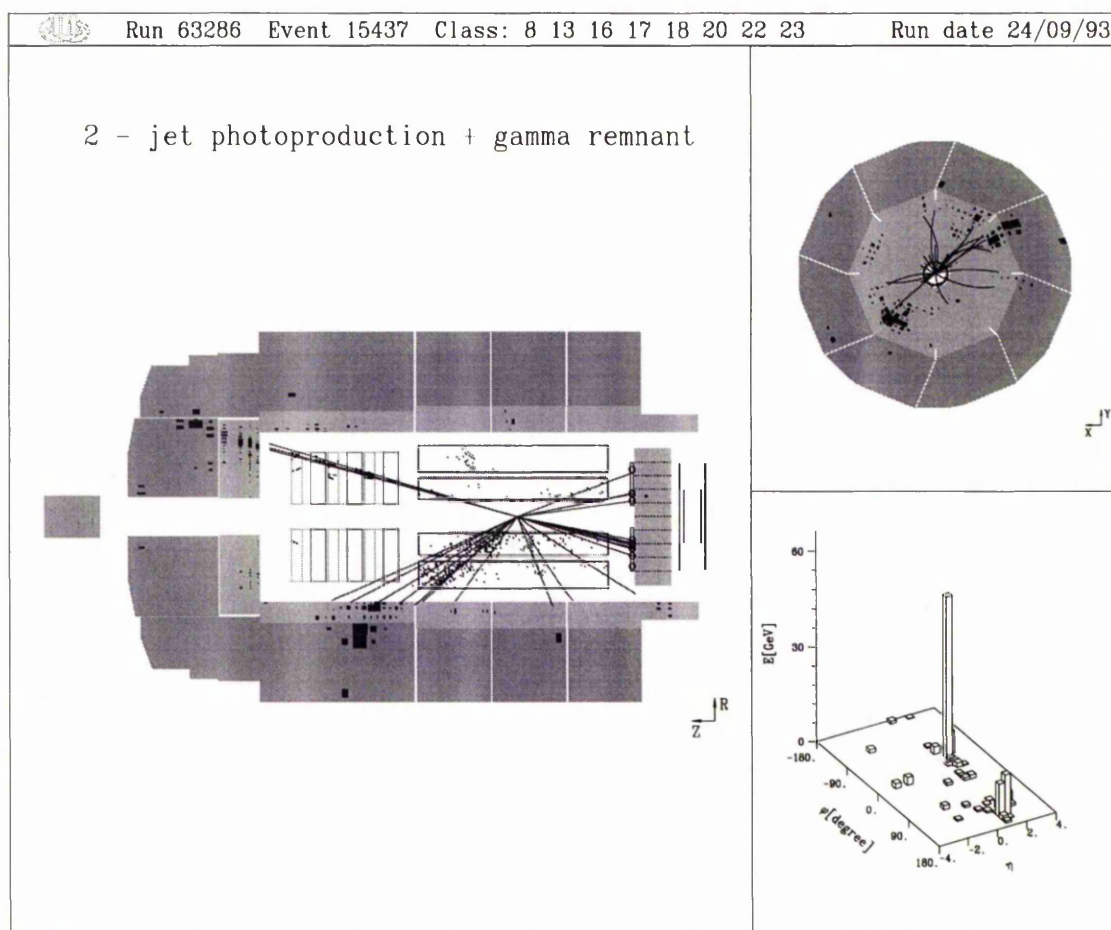 Run 63286 Event 15437 Class: 8 13 16 17 18 20 22 23 Run date 24/09/93
2 - jet photoproduction + gamma remnant
Y
X
R
Z
E[GeV]
60
30
0
-180.
-90.
0.
90.
180.
φ[degree]
-4.
-2.
0.
2.
4.
η